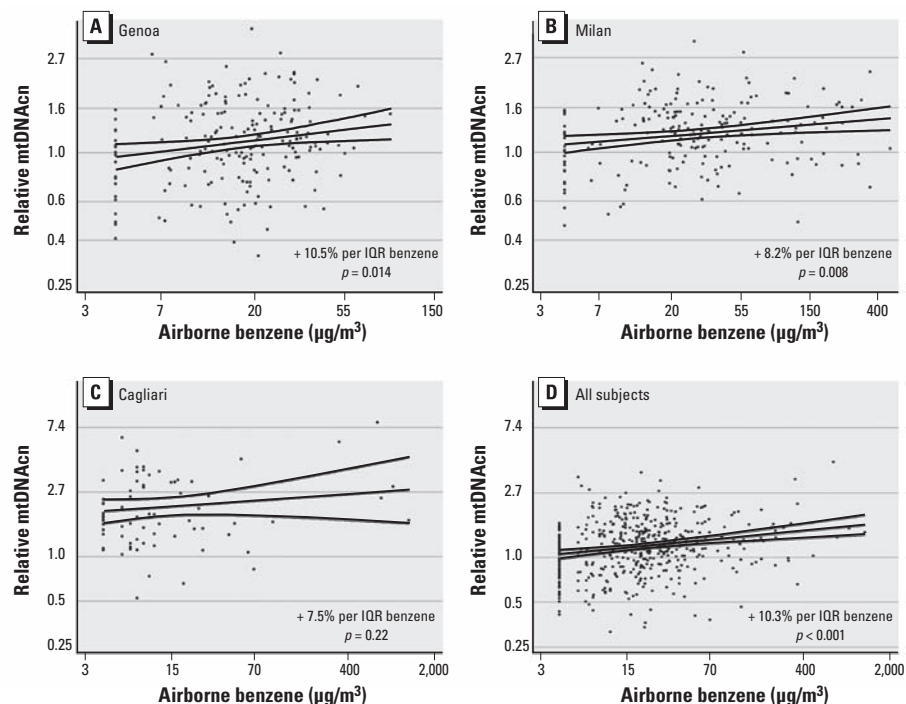 A Genoa
Relative mtDNAcn
2.7
1.6
1.0
0.6
0.4
0.25
+ 10.5% per IQR benzene
p = 0.014
3 7 20 55 150
Airborne benzene (µg/m³)
B Milan
Relative mtDNAcn
2.7
1.6
1.0
0.6
0.4
0.25
+ 8.2% per IQR benzene
p = 0.008
3 7 20 55 150 400
Airborne benzene (µg/m³)
C Cagliari
Relative mtDNAcn
7.4
2.7
1.0
0.5
0.25
+ 7.5% per IQR benzene
p = 0.22
3 15 70 400 2,000
Airborne benzene (µg/m³)
D All subjects
Relative mtDNAcn
7.4
2.7
1.0
0.5
0.25
+ 10.3% per IQR benzene
p < 0.001
3 15 70 400 2,000
Airborne benzene (µg/m³)